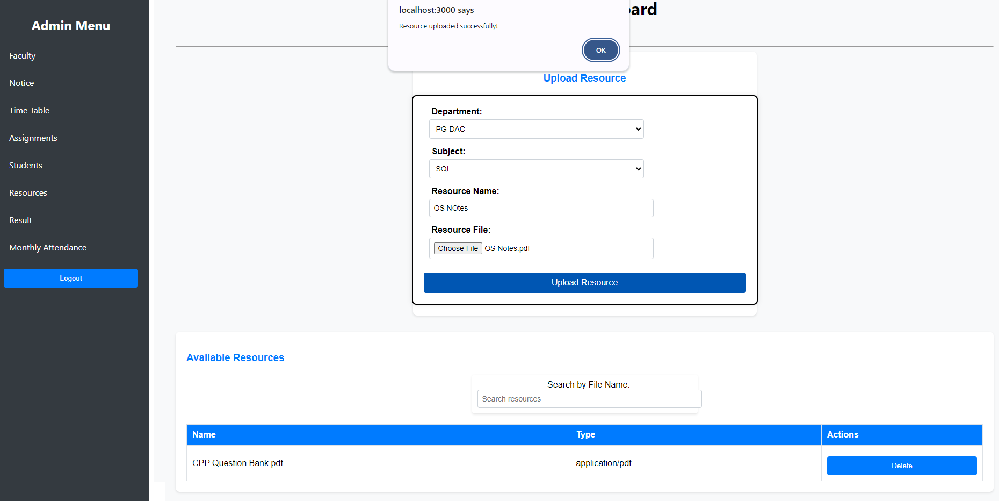 Admin Menu
Faculty
Notice
Time Table
Assignments
Students
Resources
Result
Monthly Attendance
Logout
localhost:3000 says
Resource uploaded successfully!
OK
Upload Resource
Department:
PG-DAC
Subject:
SQL
Resource Name:
OS NOtes
Resource File:
Choose File OS Notes.pdf
Upload Resource
Available Resources
Search by File Name:
Search resources
Name Type Actions
CPP Question Bank.pdf application/pdf Delete